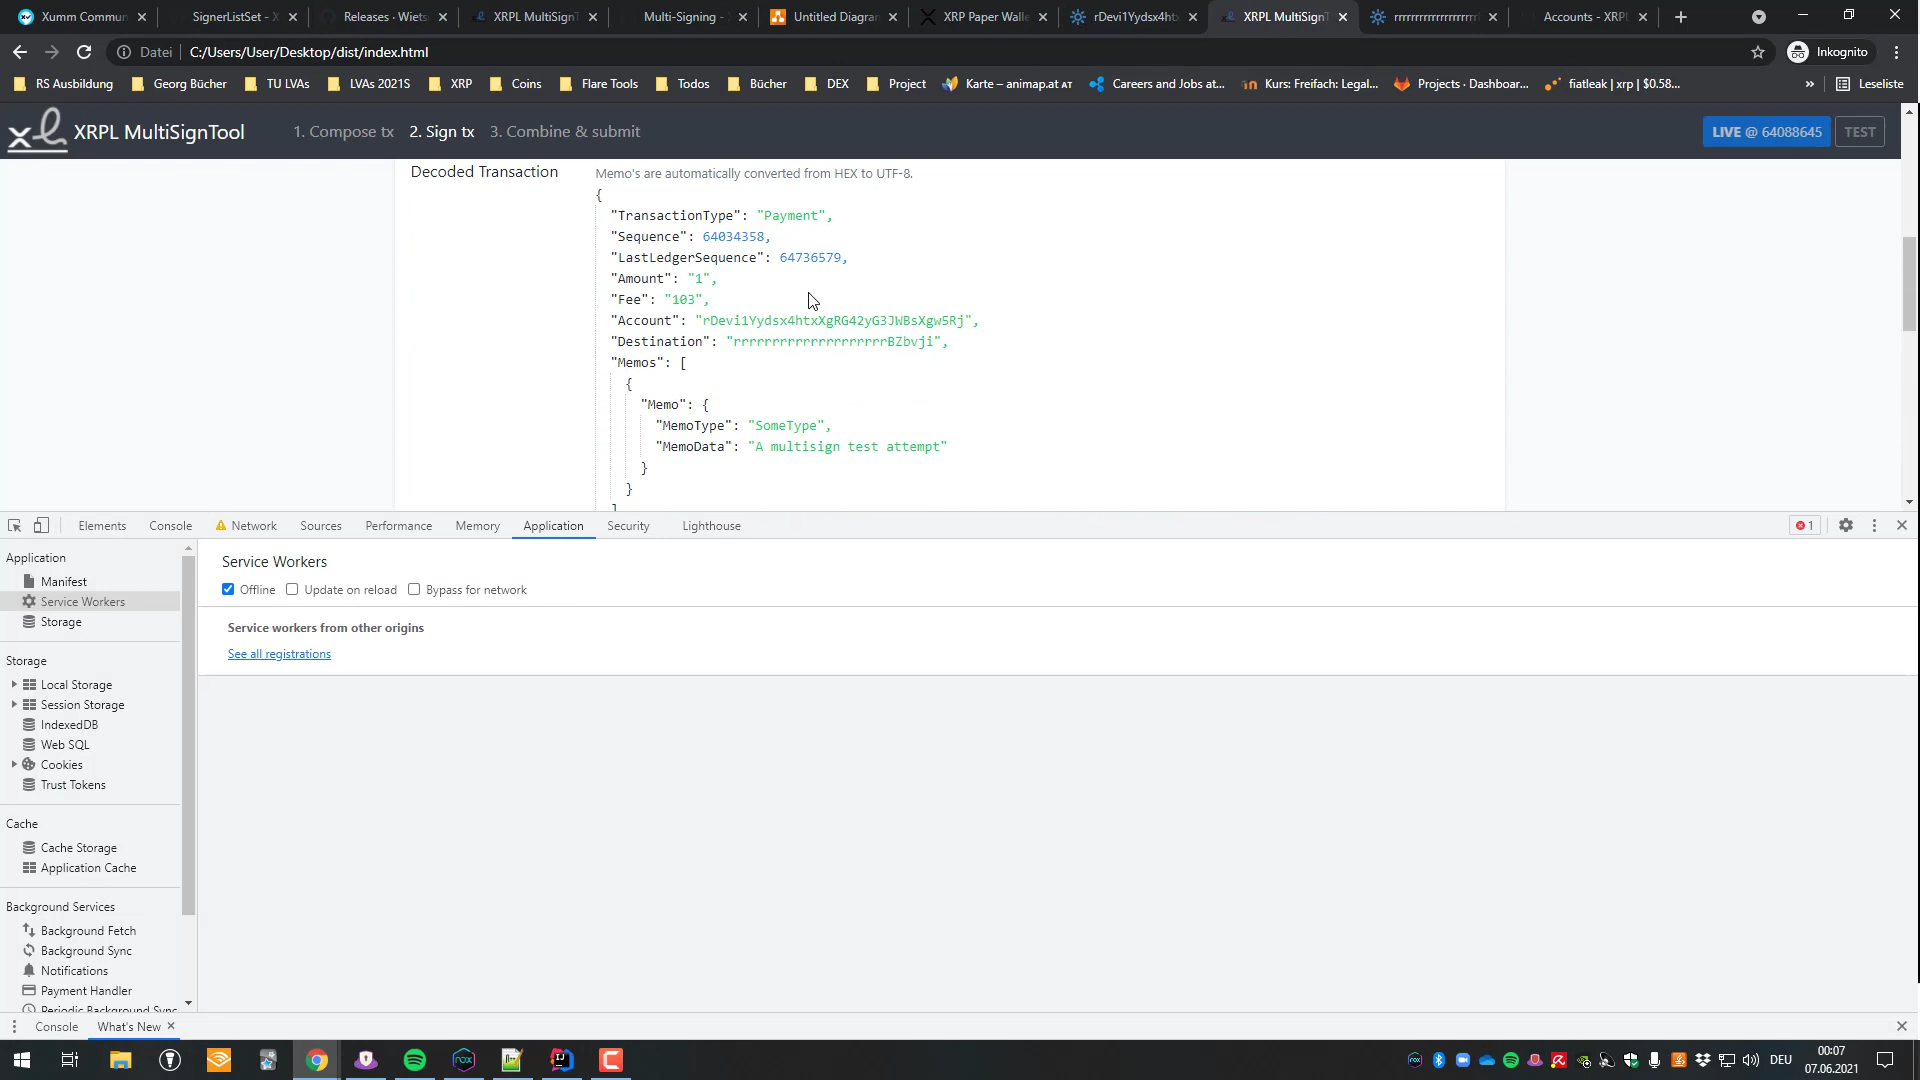 Xumm Commun
SignerListSet - X
Releases · Wiets
XRPL MultiSignT
Multi-Signing -
Untitled Diagra
XRP Paper Walle
rDevi1Yydsx4ht
XRPL MultiSignT
rrrrrrrrrrrrrrrrrr
Accounts - XRPL
Datei
C:/Users/User/Desktop/dist/index.html
Inkognito
RS Ausbildung
Georg Bücher
TU LVAs
LVAs 2021S
XRP
Coins
Flare Tools
Todos
Bücher
DEX
Project
Karte – animap.at AT
Careers and Jobs at...
Kurs: Freifach: Legal...
Projects · Dashboar...
fiatleak | xrp | $0.58...
»
Leseliste
xl XRPL MultiSignTool
1. Compose tx
2. Sign tx
3. Combine & submit
LIVE @ 64088645
TEST
Decoded Transaction
Memo's are automatically converted from HEX to UTF-8.
{
"TransactionType": "Payment",
"Sequence": 64034358,
"LastLedgerSequence": 64736579,
"Amount": "1",
"Fee": "103",
"Account": "rDevi1Yydsx4htxXgRG42yG3JWBsXgw5Rj",
"Destination": "rrrrrrrrrrrrrrrrrrrrBZbvji",
"Memos": [
{
"Memo": {
"MemoType": "SomeType",
"MemoData": "A multisign test attempt"
}
}
]
Elements
Console
Network
Sources
Performance
Memory
Application
Security
Lighthouse
1
Application
Manifest
Service Workers
Storage
Storage
Local Storage
Session Storage
IndexedDB
Web SQL
Cookies
Trust Tokens
Cache
Cache Storage
Application Cache
Background Services
Background Fetch
Background Sync
Notifications
Payment Handler
Periodic Background Sync
Service Workers
Offline
Update on reload
Bypass for network
Service workers from other origins
See all registrations
Console
What's New
DEU
00:07
07.06.2021